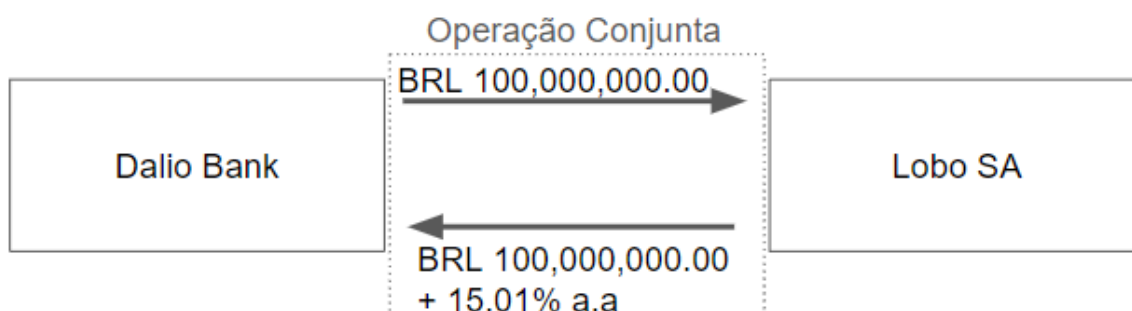 Operação Conjunta
BRL 100,000,000.00
Dalio Bank
Lobo SA
BRL 100,000,000.00
+ 15.01% a.a